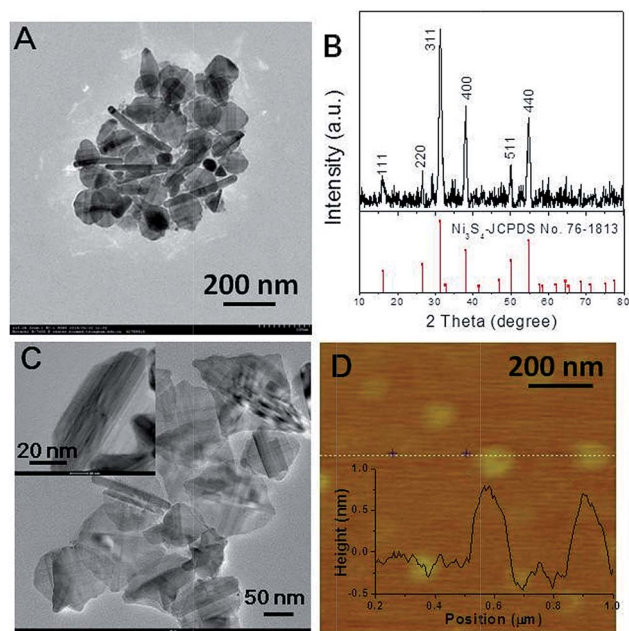 A
200 nm
B
Intensity (a.u.)
111
220
311
400
511
440
Ni3S4-JCPDS No. 76-1813
10 20 30 40 50 60 70 80
2 Theta (degree)
C
20 nm
50 nm
D
200 nm
Height (nm)
1.0
0.5
0.0
-0.5
0.2 0.4 0.6 0.8 1.0
Position (μm)